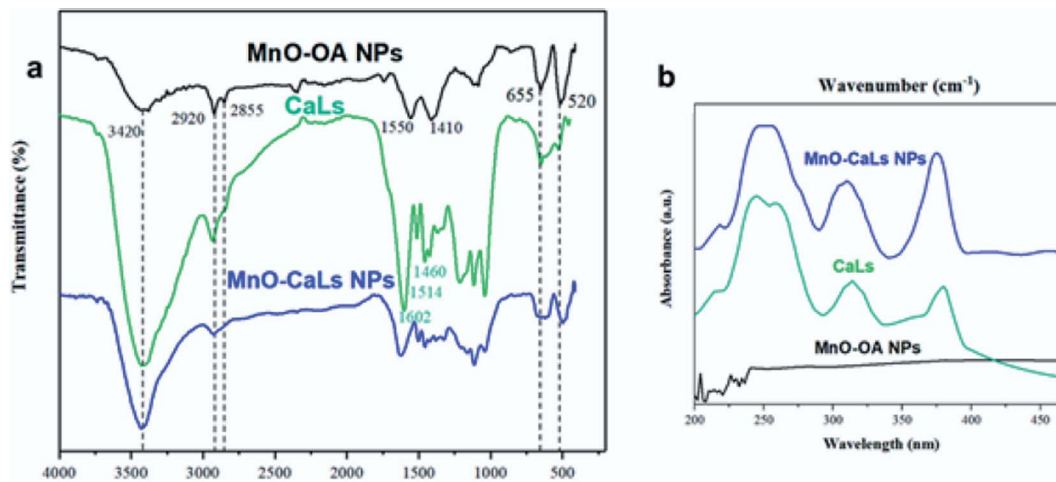 a
MnO-OA NPs
3420
2920
2855
1550
1410
655
520
CaLs
1460
1514
1602
MnO-CaLs NPs
Transmittance (%)
4000 3500 3000 2500 2000 1500 1000 500
b
Wavenumber (cm⁻¹)
MnO-CaLs NPs
CaLs
MnO-OA NPs
Absorbance (a.u.)
200 250 300 350 400 450
Wavelength (nm)